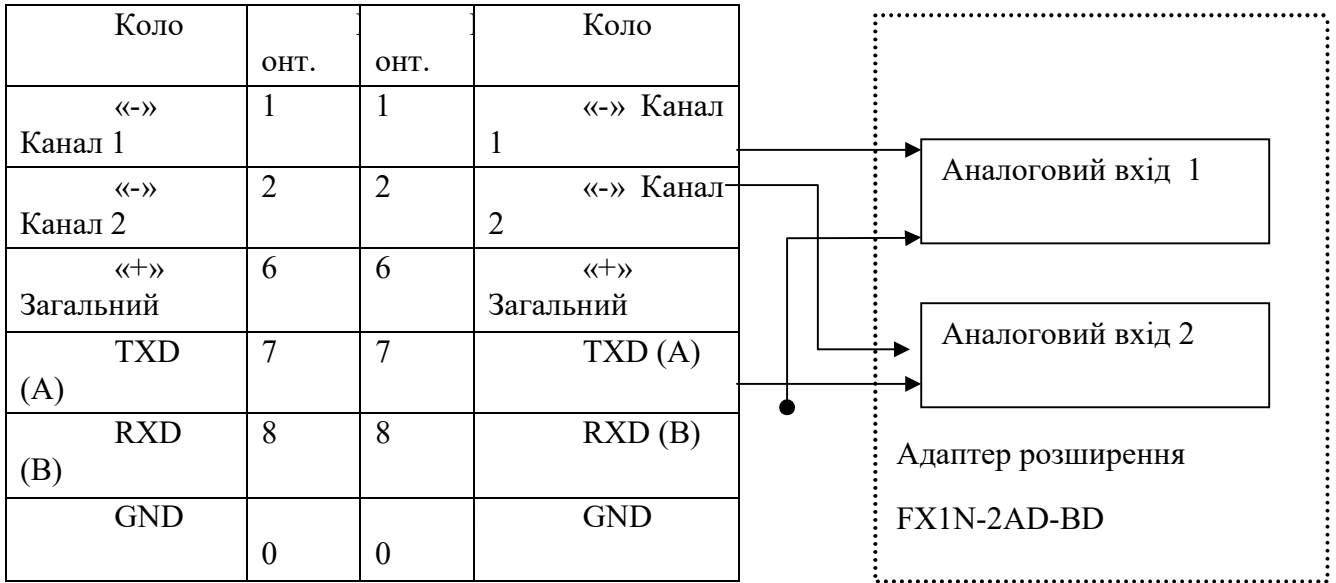 Коло онт. онт. Коло
«-» Канал 1 1 1 «-» Канал 1
«-» Канал 2 2 2 «-» Канал 2
«+» Загальний 6 6 «+» Загальний
TXD (A) 7 7 TXD (A)
RXD (B) 8 8 RXD (B)
GND 0 0 GND
Аналоговий вхід 1
Аналоговий вхід 2
Адаптер розширення
FX1N-2AD-BD